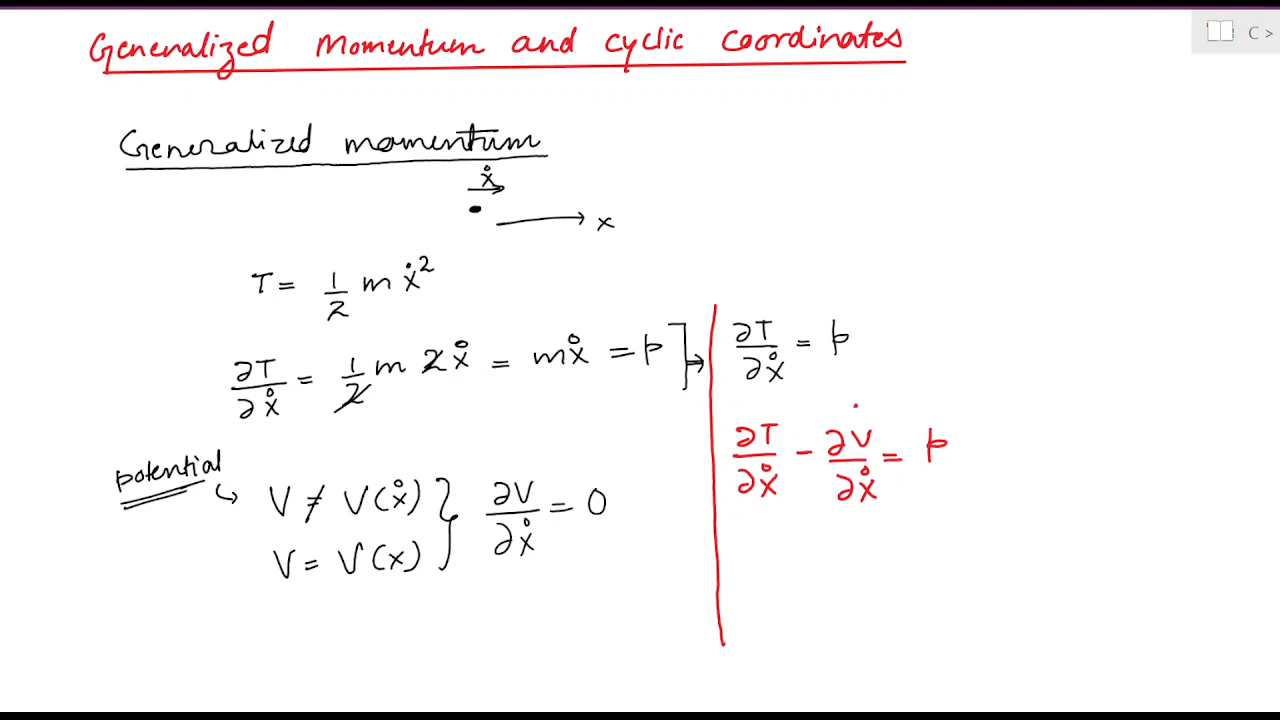 Generalized momentum and cyclic coordinates
C >
Generalized momentum
ẋ
x
T = 1/2 m ẋ²
∂T/∂ẋ = 1/2 m 2ẋ = mẋ = p
∂T/∂ẋ = p
∂T/∂ẋ - ∂V/∂ẋ = p
potential
V ≠ V(ẋ)
V = V(x)
∂V/∂ẋ = 0